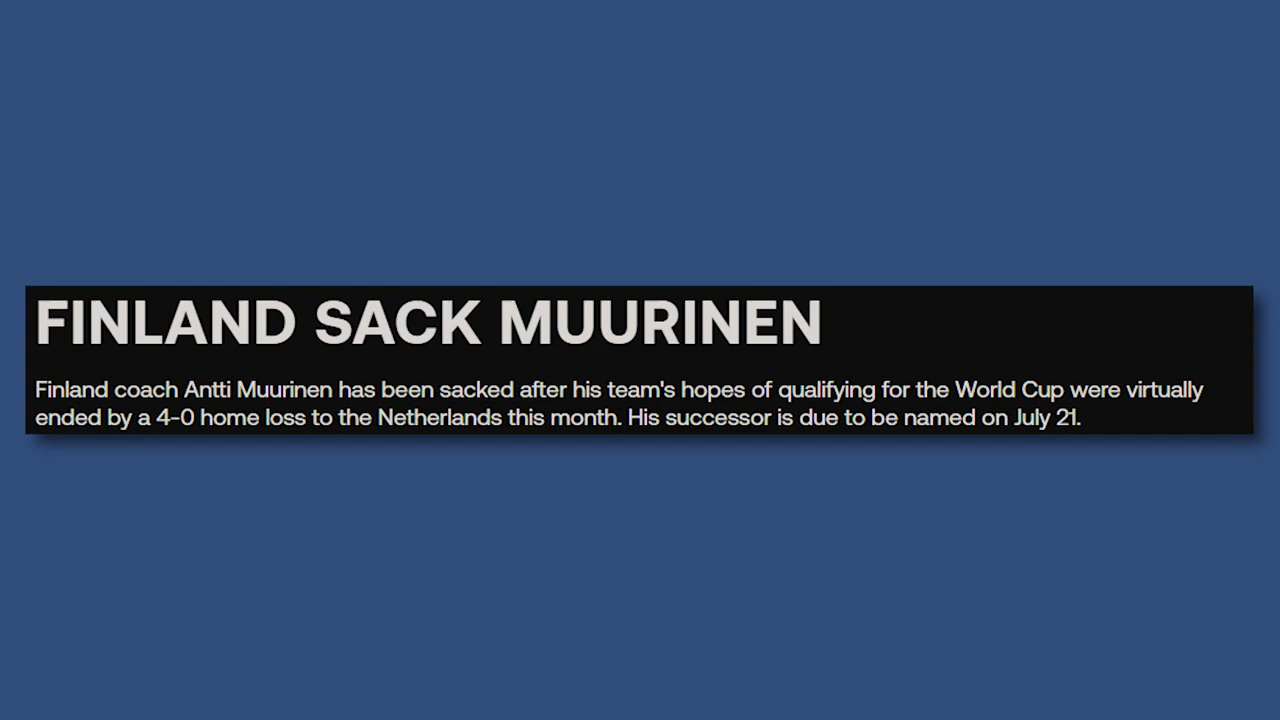 FINLAND SACK MUURINEN
Finland coach Antti Muurinen has been sacked after his team's hopes of qualifying for the World Cup were virtually
ended by a 4-0 home loss to the Netherlands this month. His successor is due to be named on July 21.